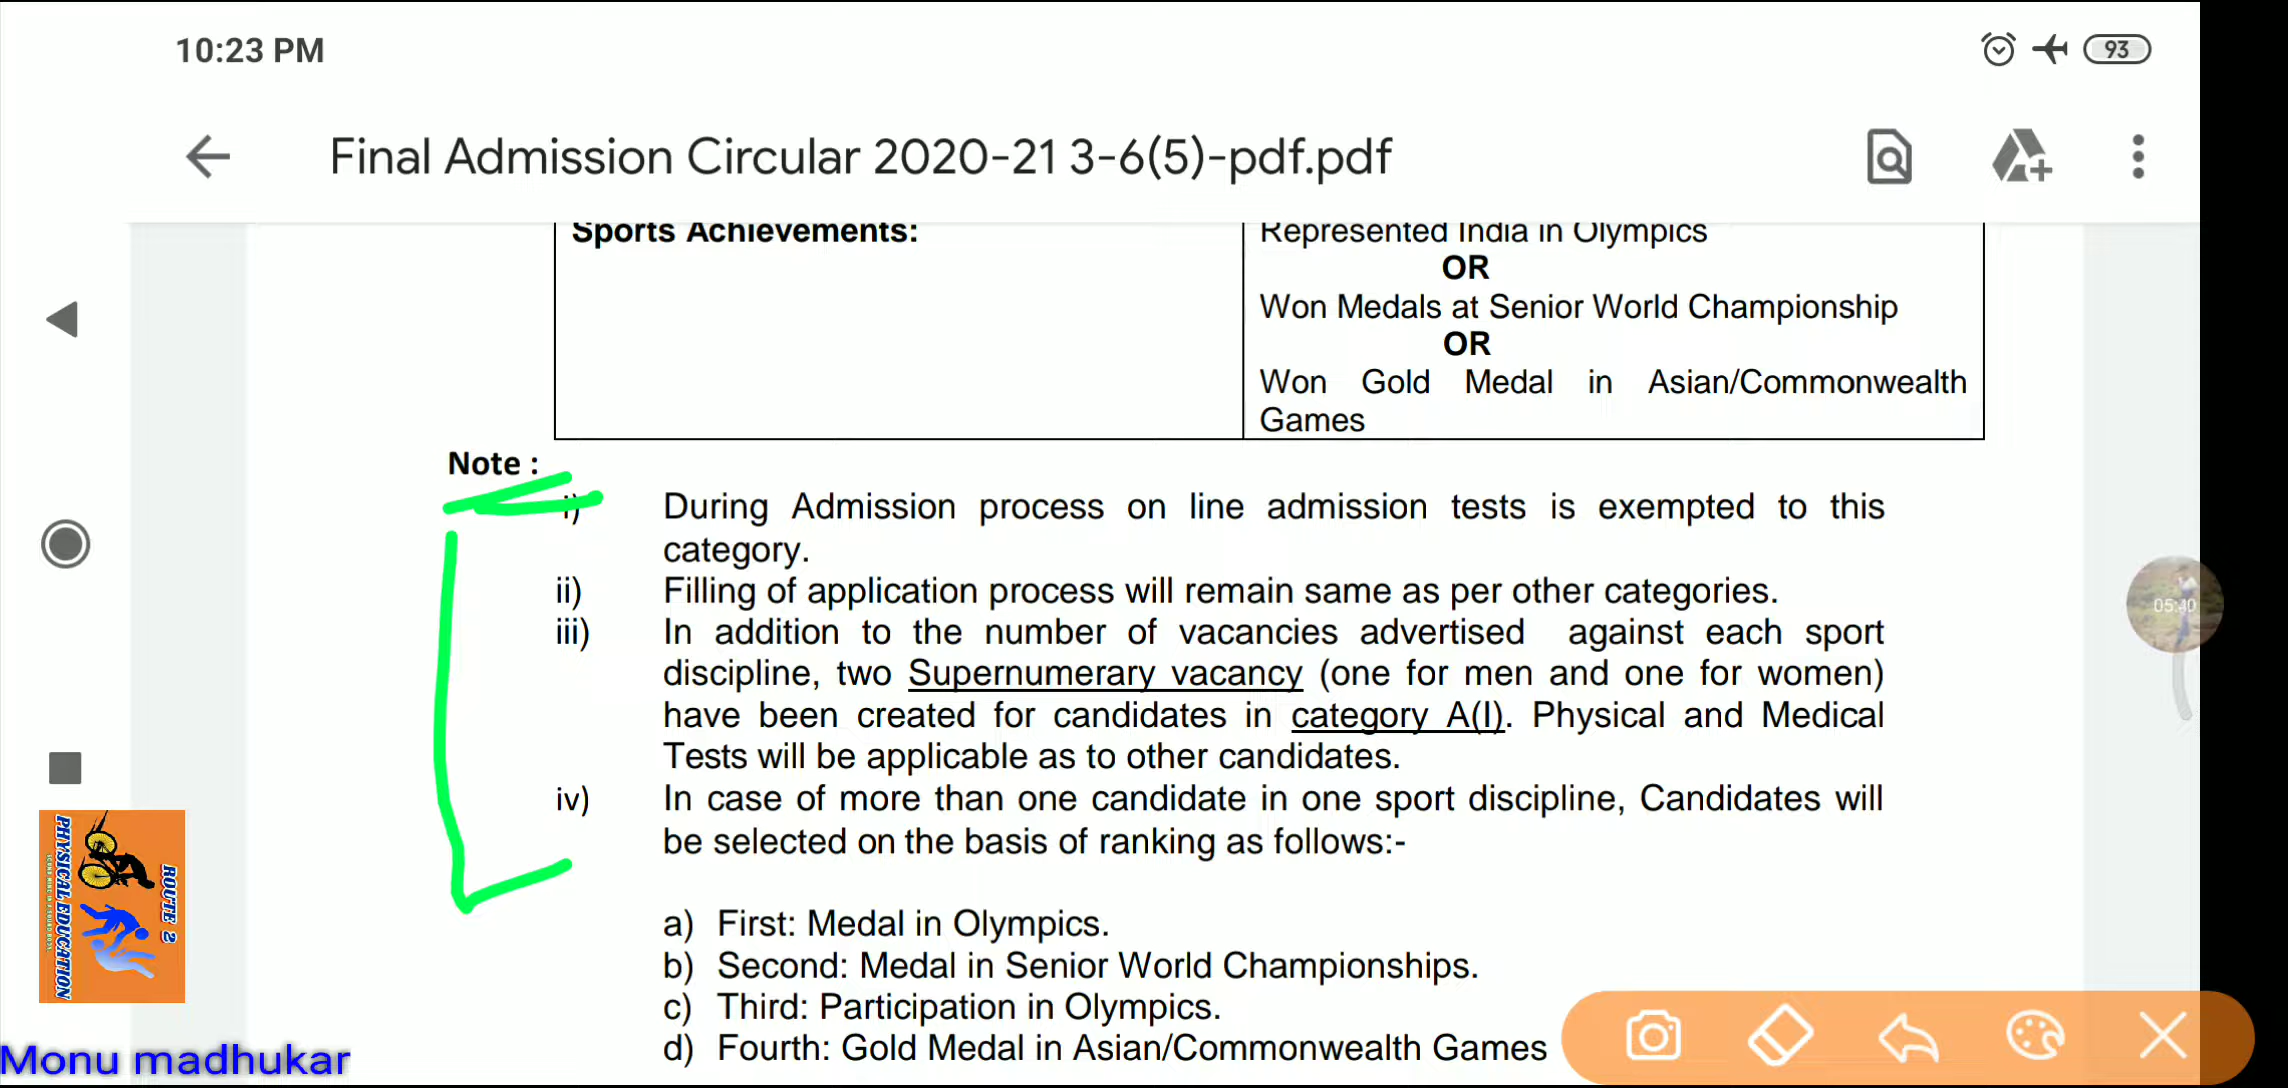 10:23 PM
93
Final Admission Circular 2020-21 3-6(5)-pdf.pdf
Sports Achievements:
Represented India in Olympics
OR
Won Medals at Senior World Championship
OR
Won Gold Medal in Asian/Commonwealth
Games
Note :
i) During Admission process on line admission tests is exempted to this
category.
ii) Filling of application process will remain same as per other categories.
iii) In addition to the number of vacancies advertised against each sport
discipline, two Supernumerary vacancy (one for men and one for women)
have been created for candidates in category A(I). Physical and Medical
Tests will be applicable as to other candidates.
iv) In case of more than one candidate in one sport discipline, Candidates will
be selected on the basis of ranking as follows:-
a) First: Medal in Olympics.
b) Second: Medal in Senior World Championships.
c) Third: Participation in Olympics.
d) Fourth: Gold Medal in Asian/Commonwealth Games
05:40
ROUTE 2
PHYSICAL EDUCATION
Monu madhukar